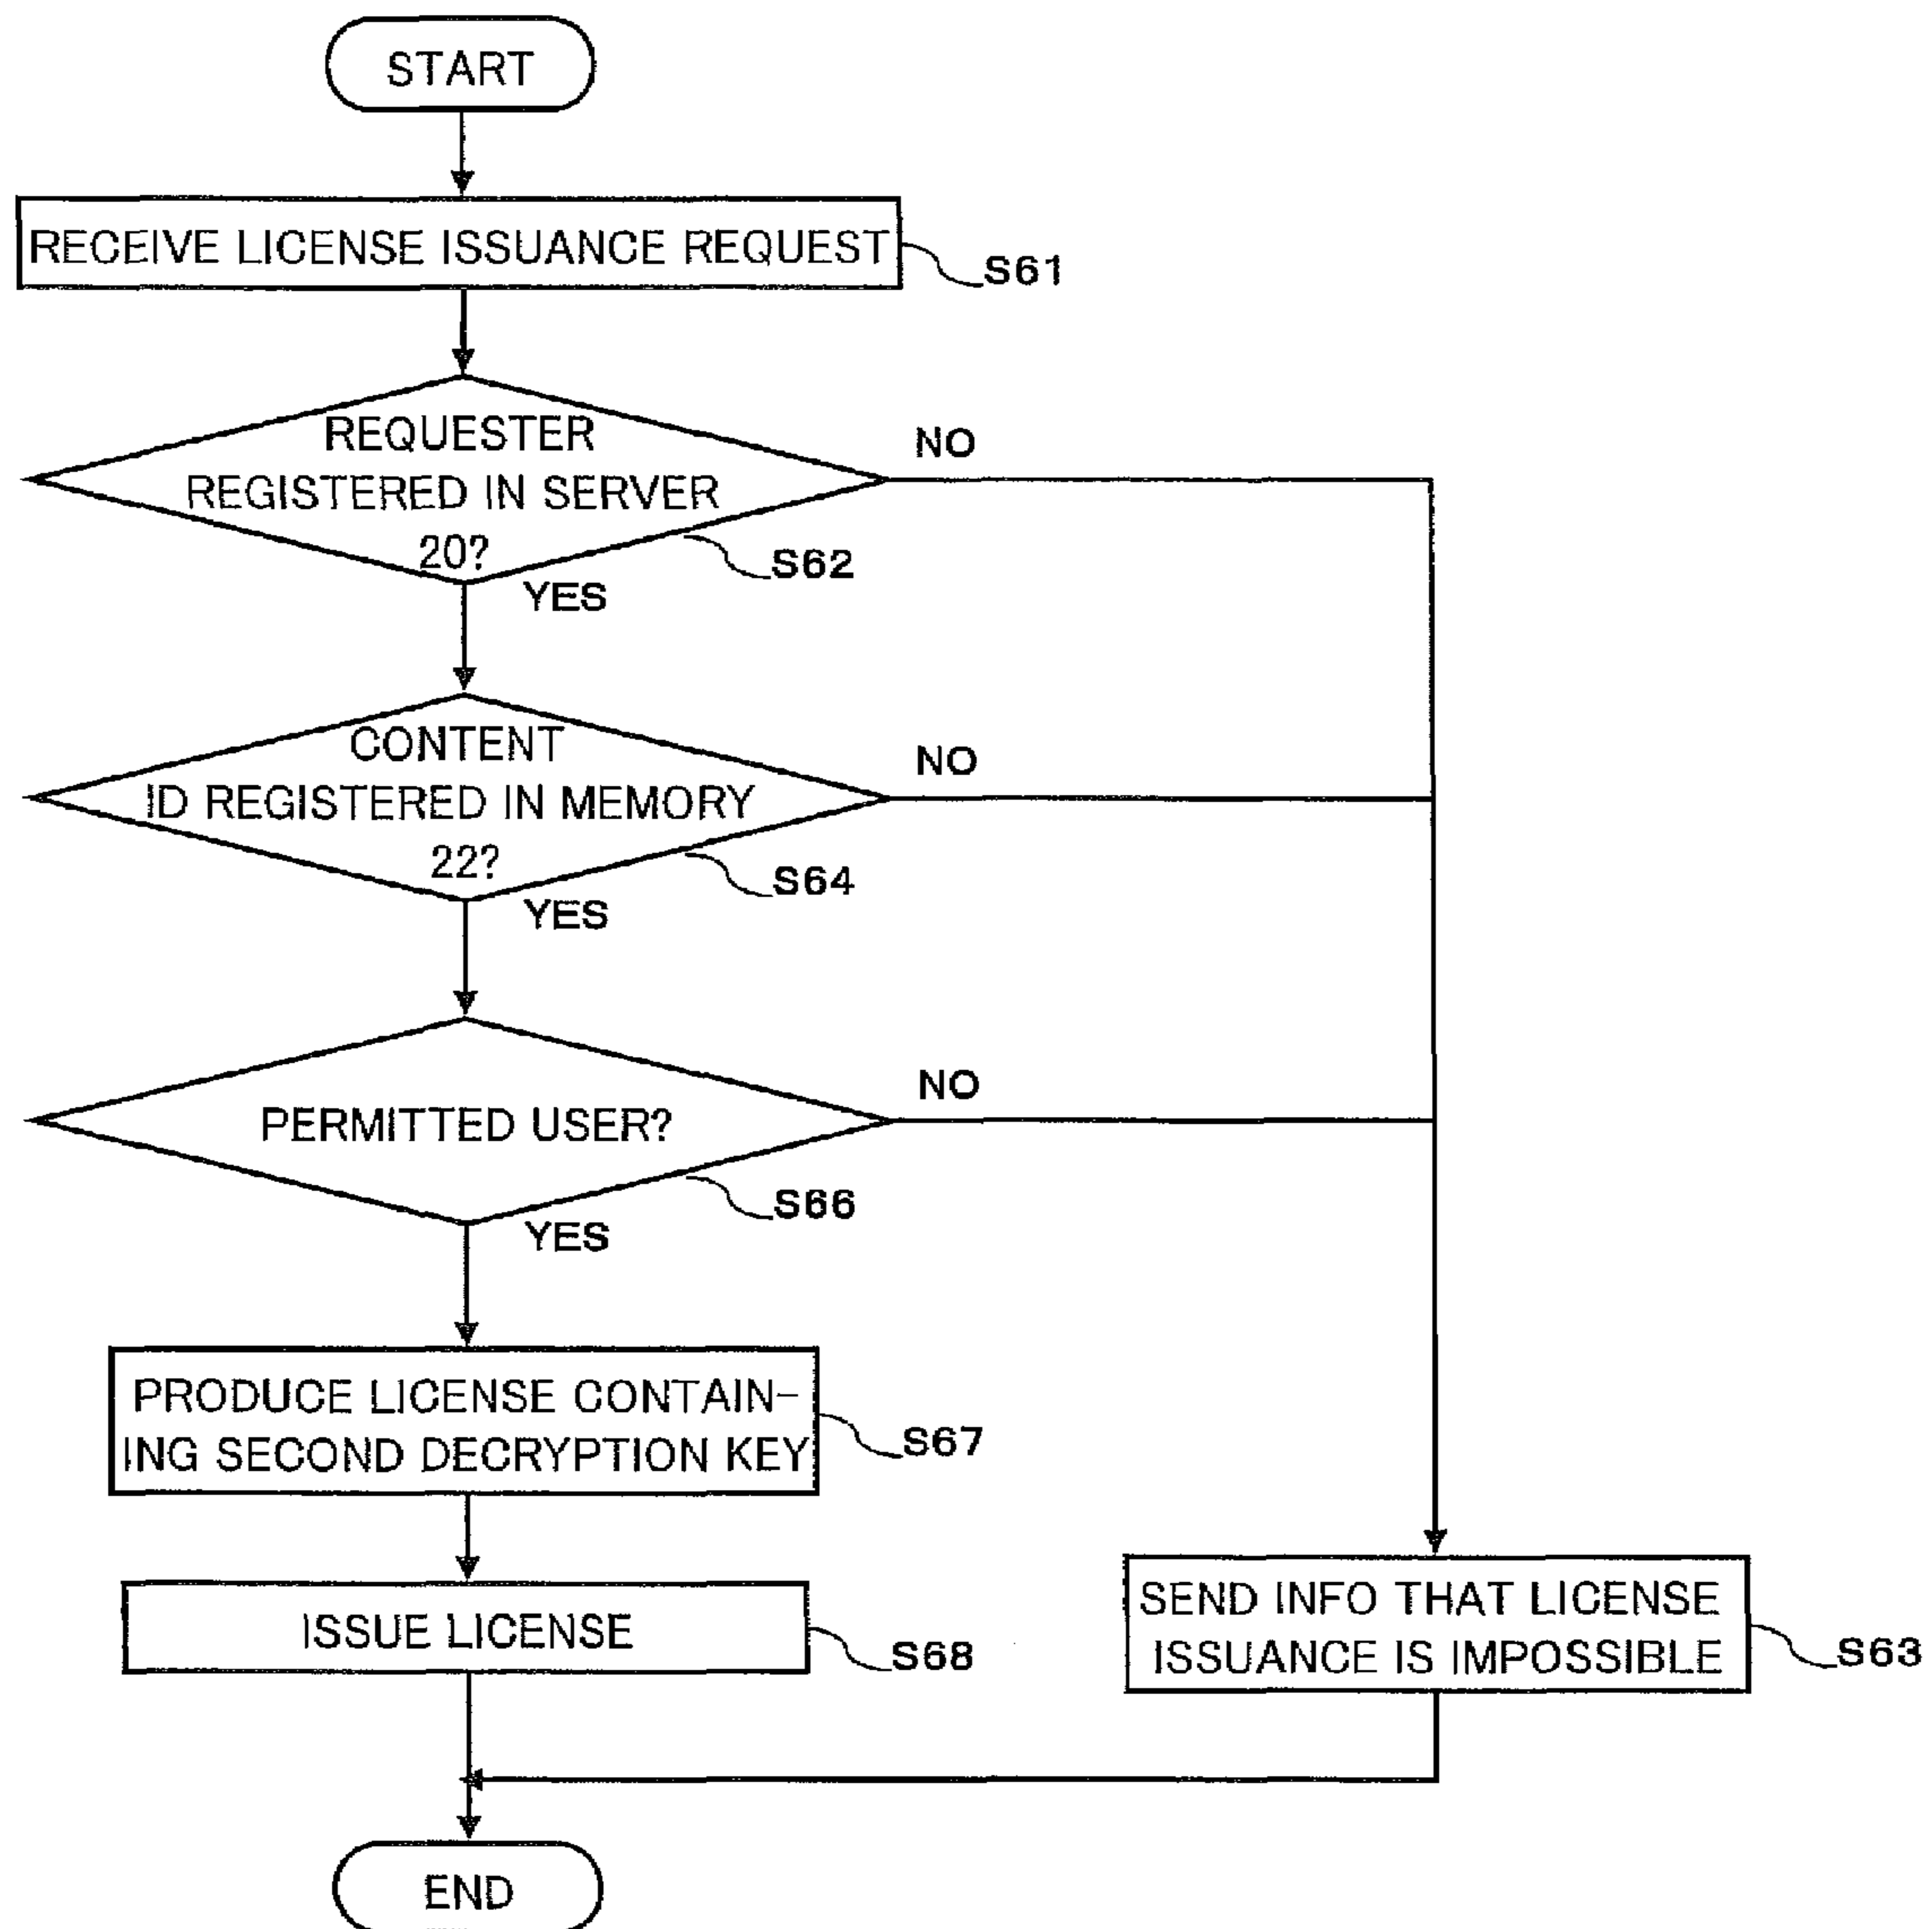 START
RECEIVE LICENSE ISSUANCE REQUEST
S61
REQUESTER
REGISTERED IN SERVER
20?
NO
S62
YES
CONTENT
ID REGISTERED IN MEMORY
22?
NO
S64
YES
PERMITTED USER?
NO
S66
YES
PRODUCE LICENSE CONTAIN-
ING SECOND DECRYPTION KEY
S67
ISSUE LICENSE
S68
SEND INFO THAT LICENSE
ISSUANCE IS IMPOSSIBLE
S63
END